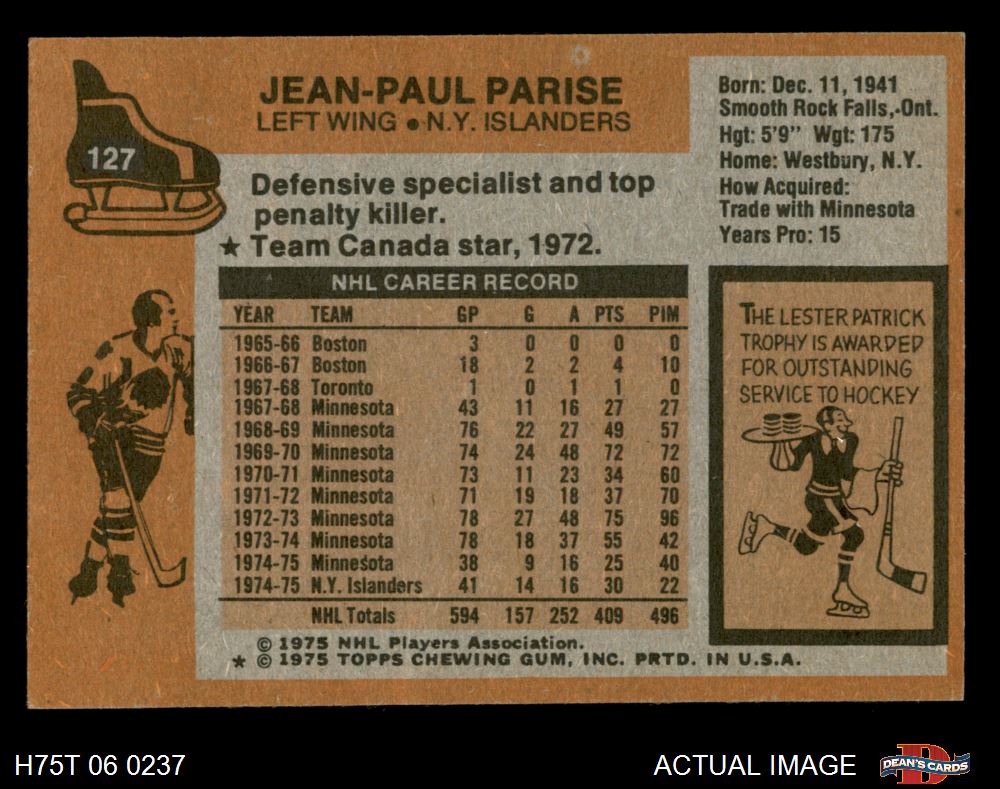 127
JEAN-PAUL PARISE
LEFT WING ● N.Y. ISLANDERS
Born: Dec. 11, 1941
Smooth Rock Falls,-Ont.
Hgt: 5'9" Wgt: 175
Home: Westbury, N.Y.
How Acquired:
Trade with Minnesota
Years Pro: 15
Defensive specialist and top
penalty killer.
★ Team Canada star, 1972.
NHL CAREER RECORD
YEAR TEAM GP G A PTS PIM
1965-66 Boston 3 0 0 0 0
1966-67 Boston 18 2 2 4 10
1967-68 Toronto 1 0 1 1 0
1967-68 Minnesota 43 11 16 27 27
1968-69 Minnesota 76 22 27 49 57
1969-70 Minnesota 74 24 48 72 72
1970-71 Minnesota 73 11 23 34 60
1971-72 Minnesota 71 19 18 37 70
1972-73 Minnesota 78 27 48 75 96
1973-74 Minnesota 78 18 37 55 42
1974-75 Minnesota 38 9 16 25 40
1974-75 N.Y. Islanders 41 14 16 30 22
NHL Totals 594 157 252 409 496
THE LESTER PATRICK
TROPHY IS AWARDED
FOR OUTSTANDING
SERVICE TO HOCKEY
© 1975 NHL Players Association.
★ © 1975 TOPPS CHEWING GUM, INC. PRTD. IN U.S.A.
H75T 06 0237
ACTUAL IMAGE
D
DEAN'S CARDS